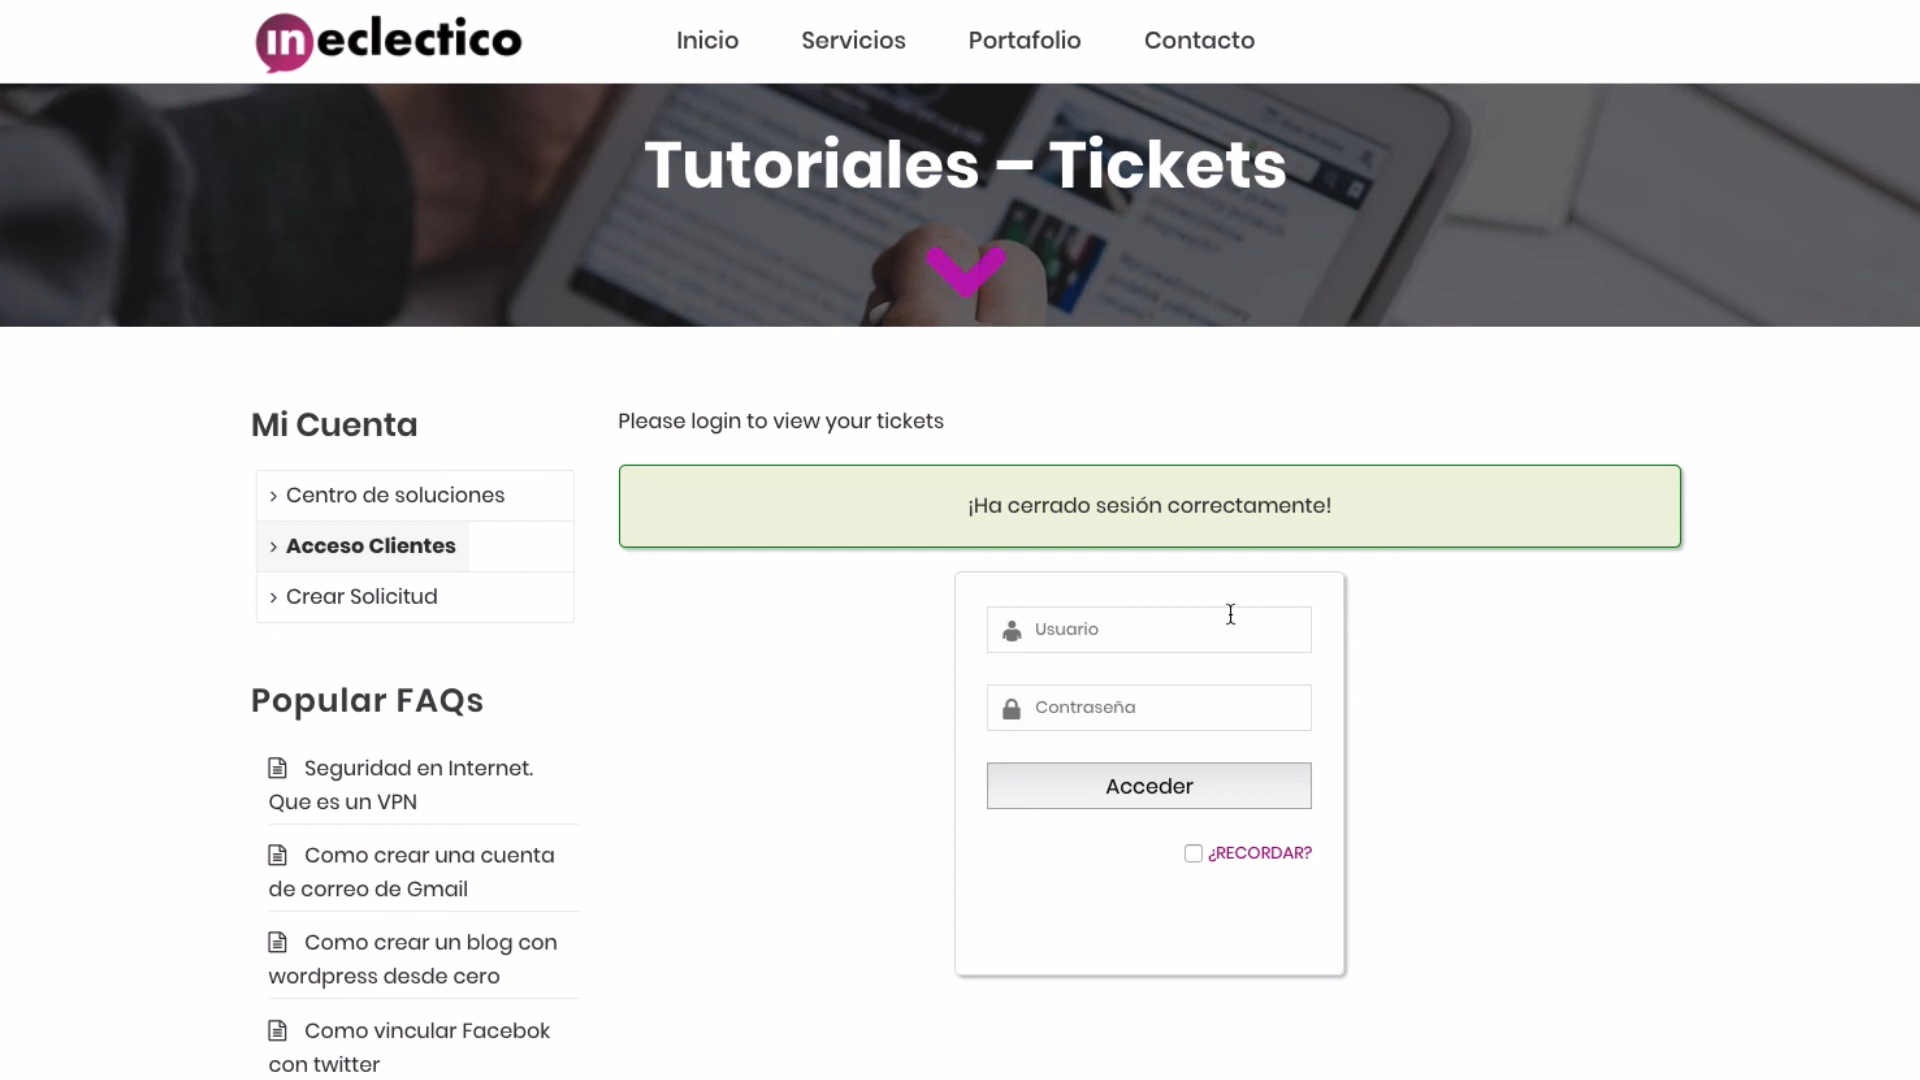 ineclectico
Inicio
Servicios
Portafolio
Contacto
Tutoriales – Tickets
Mi Cuenta
› Centro de soluciones
› Acceso Clientes
› Crear Solicitud
Popular FAQs
Seguridad en Internet.
Que es un VPN
Como crear una cuenta
de correo de Gmail
Como crear un blog con
wordpress desde cero
Como vincular Facebok
con twitter
Please login to view your tickets
¡Ha cerrado sesión correctamente!
Usuario
Contraseña
Acceder
¿RECORDAR?